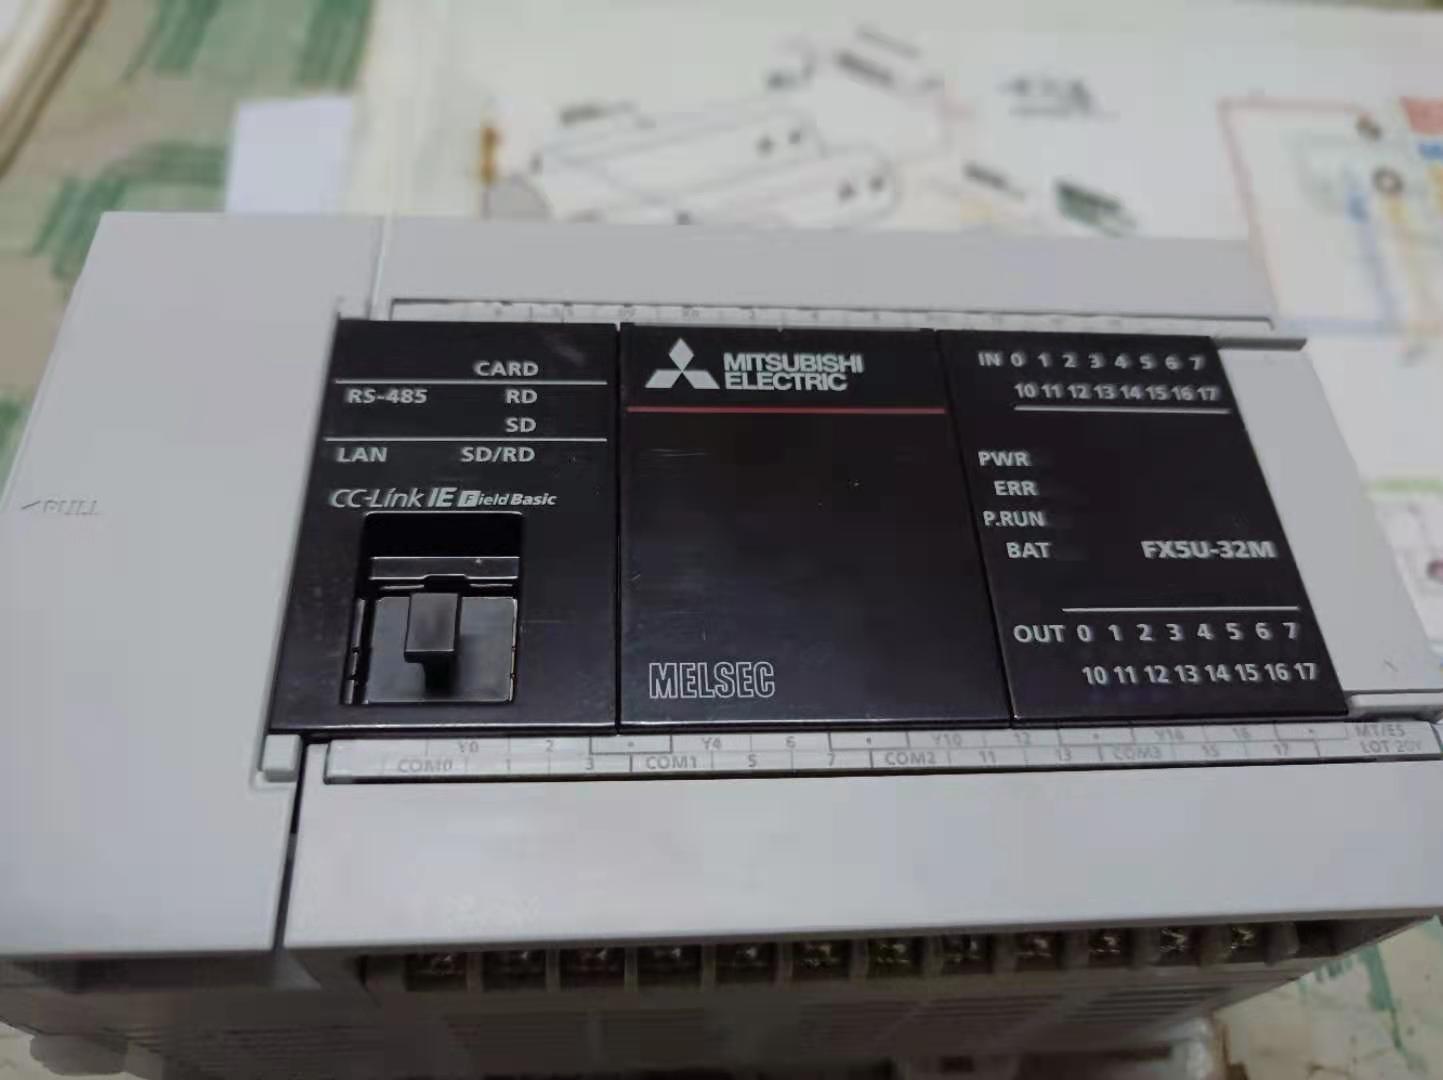 CARD
RS-485 RD
SD
LAN SD/RD
CC-Link IE Field Basic
PULL
MITSUBISHI
ELECTRIC
MELSEC
IN 0 1 2 3 4 5 6 7
10 11 12 13 14 15 16 17
PWR
ERR
P.RUN
BAT FX5U-32M
OUT 0 1 2 3 4 5 6 7
10 11 12 13 14 15 16 17
Y0 2 • Y4 6 • Y10 12 • Y14 16 • MT/ES
COM0 1 3 COM1 5 7 COM2 11 13 COM3 15 17 LOT